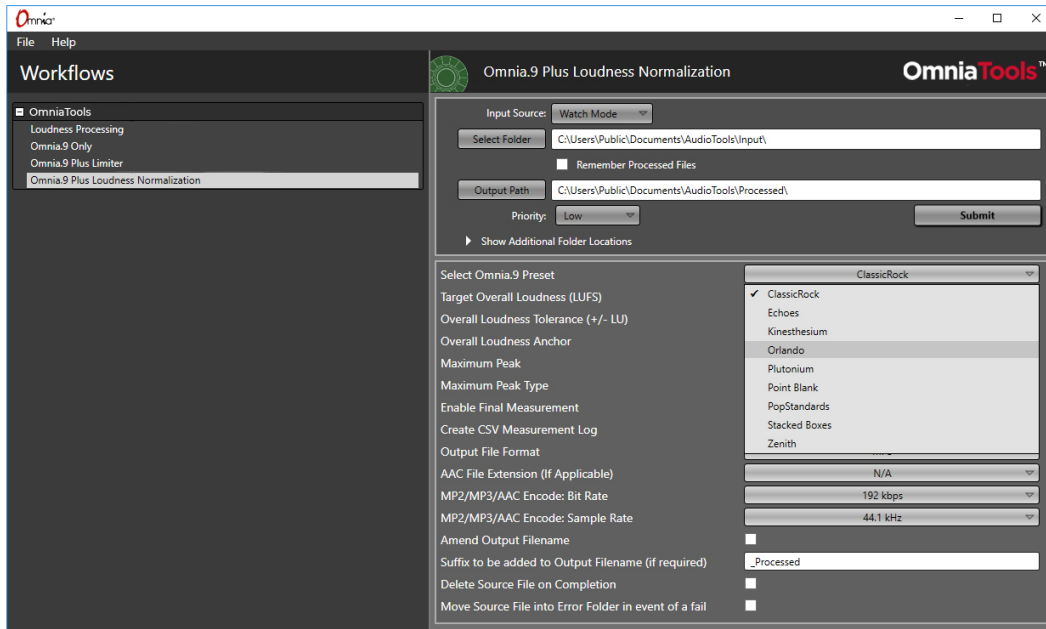 Omnia
File Help
Workflows
OmniaTools
Loudness Processing
Omnia.9 Only
Omnia.9 Plus Limiter
Omnia.9 Plus Loudness Normalization
Omnia.9 Plus Loudness Normalization
OmniaTools™
Input Source: Watch Mode
Select Folder C:\Users\Public\Documents\AudioTools\Input\
Remember Processed Files
Output Path C:\Users\Public\Documents\AudioTools\Processed\
Priority: Low Submit
Show Additional Folder Locations
Select Omnia.9 Preset ClassicRock
Target Overall Loudness (LUFS) ✓ ClassicRock
Echoes
Overall Loudness Tolerance (+/- LU)
Kinesthesium
Overall Loudness Anchor
Orlando
Maximum Peak
Plutonium
Maximum Peak Type
Point Blank
Enable Final Measurement
PopStandards
Create CSV Measurement Log
Stacked Boxes
Output File Format
Zenith
AAC File Extension (If Applicable) N/A
MP2/MP3/AAC Encode: Bit Rate 192 kbps
MP2/MP3/AAC Encode: Sample Rate 44.1 kHz
Amend Output Filename
Suffix to be added to Output Filename (if required) _Processed
Delete Source File on Completion
Move Source File into Error Folder in event of a fail